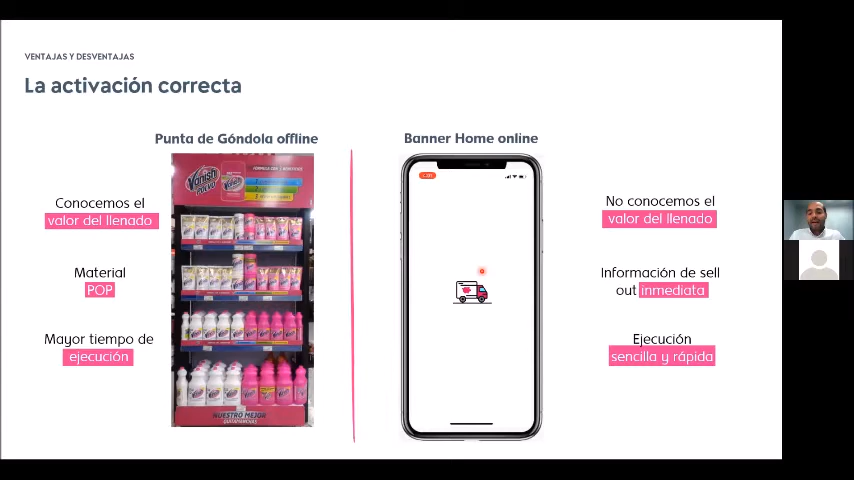 VENTAJAS Y DESVENTAJAS
La activación correcta
Punta de Góndola offline
Conocemos el
valor del llenado
Material
POP
Mayor tiempo de
ejecución
Vanish
NUESTRO MEJOR
QUITAMANCHAS
Banner Home online
No conocemos el
valor del llenado
Información de sell
out inmediata
Ejecución
sencilla y rápida